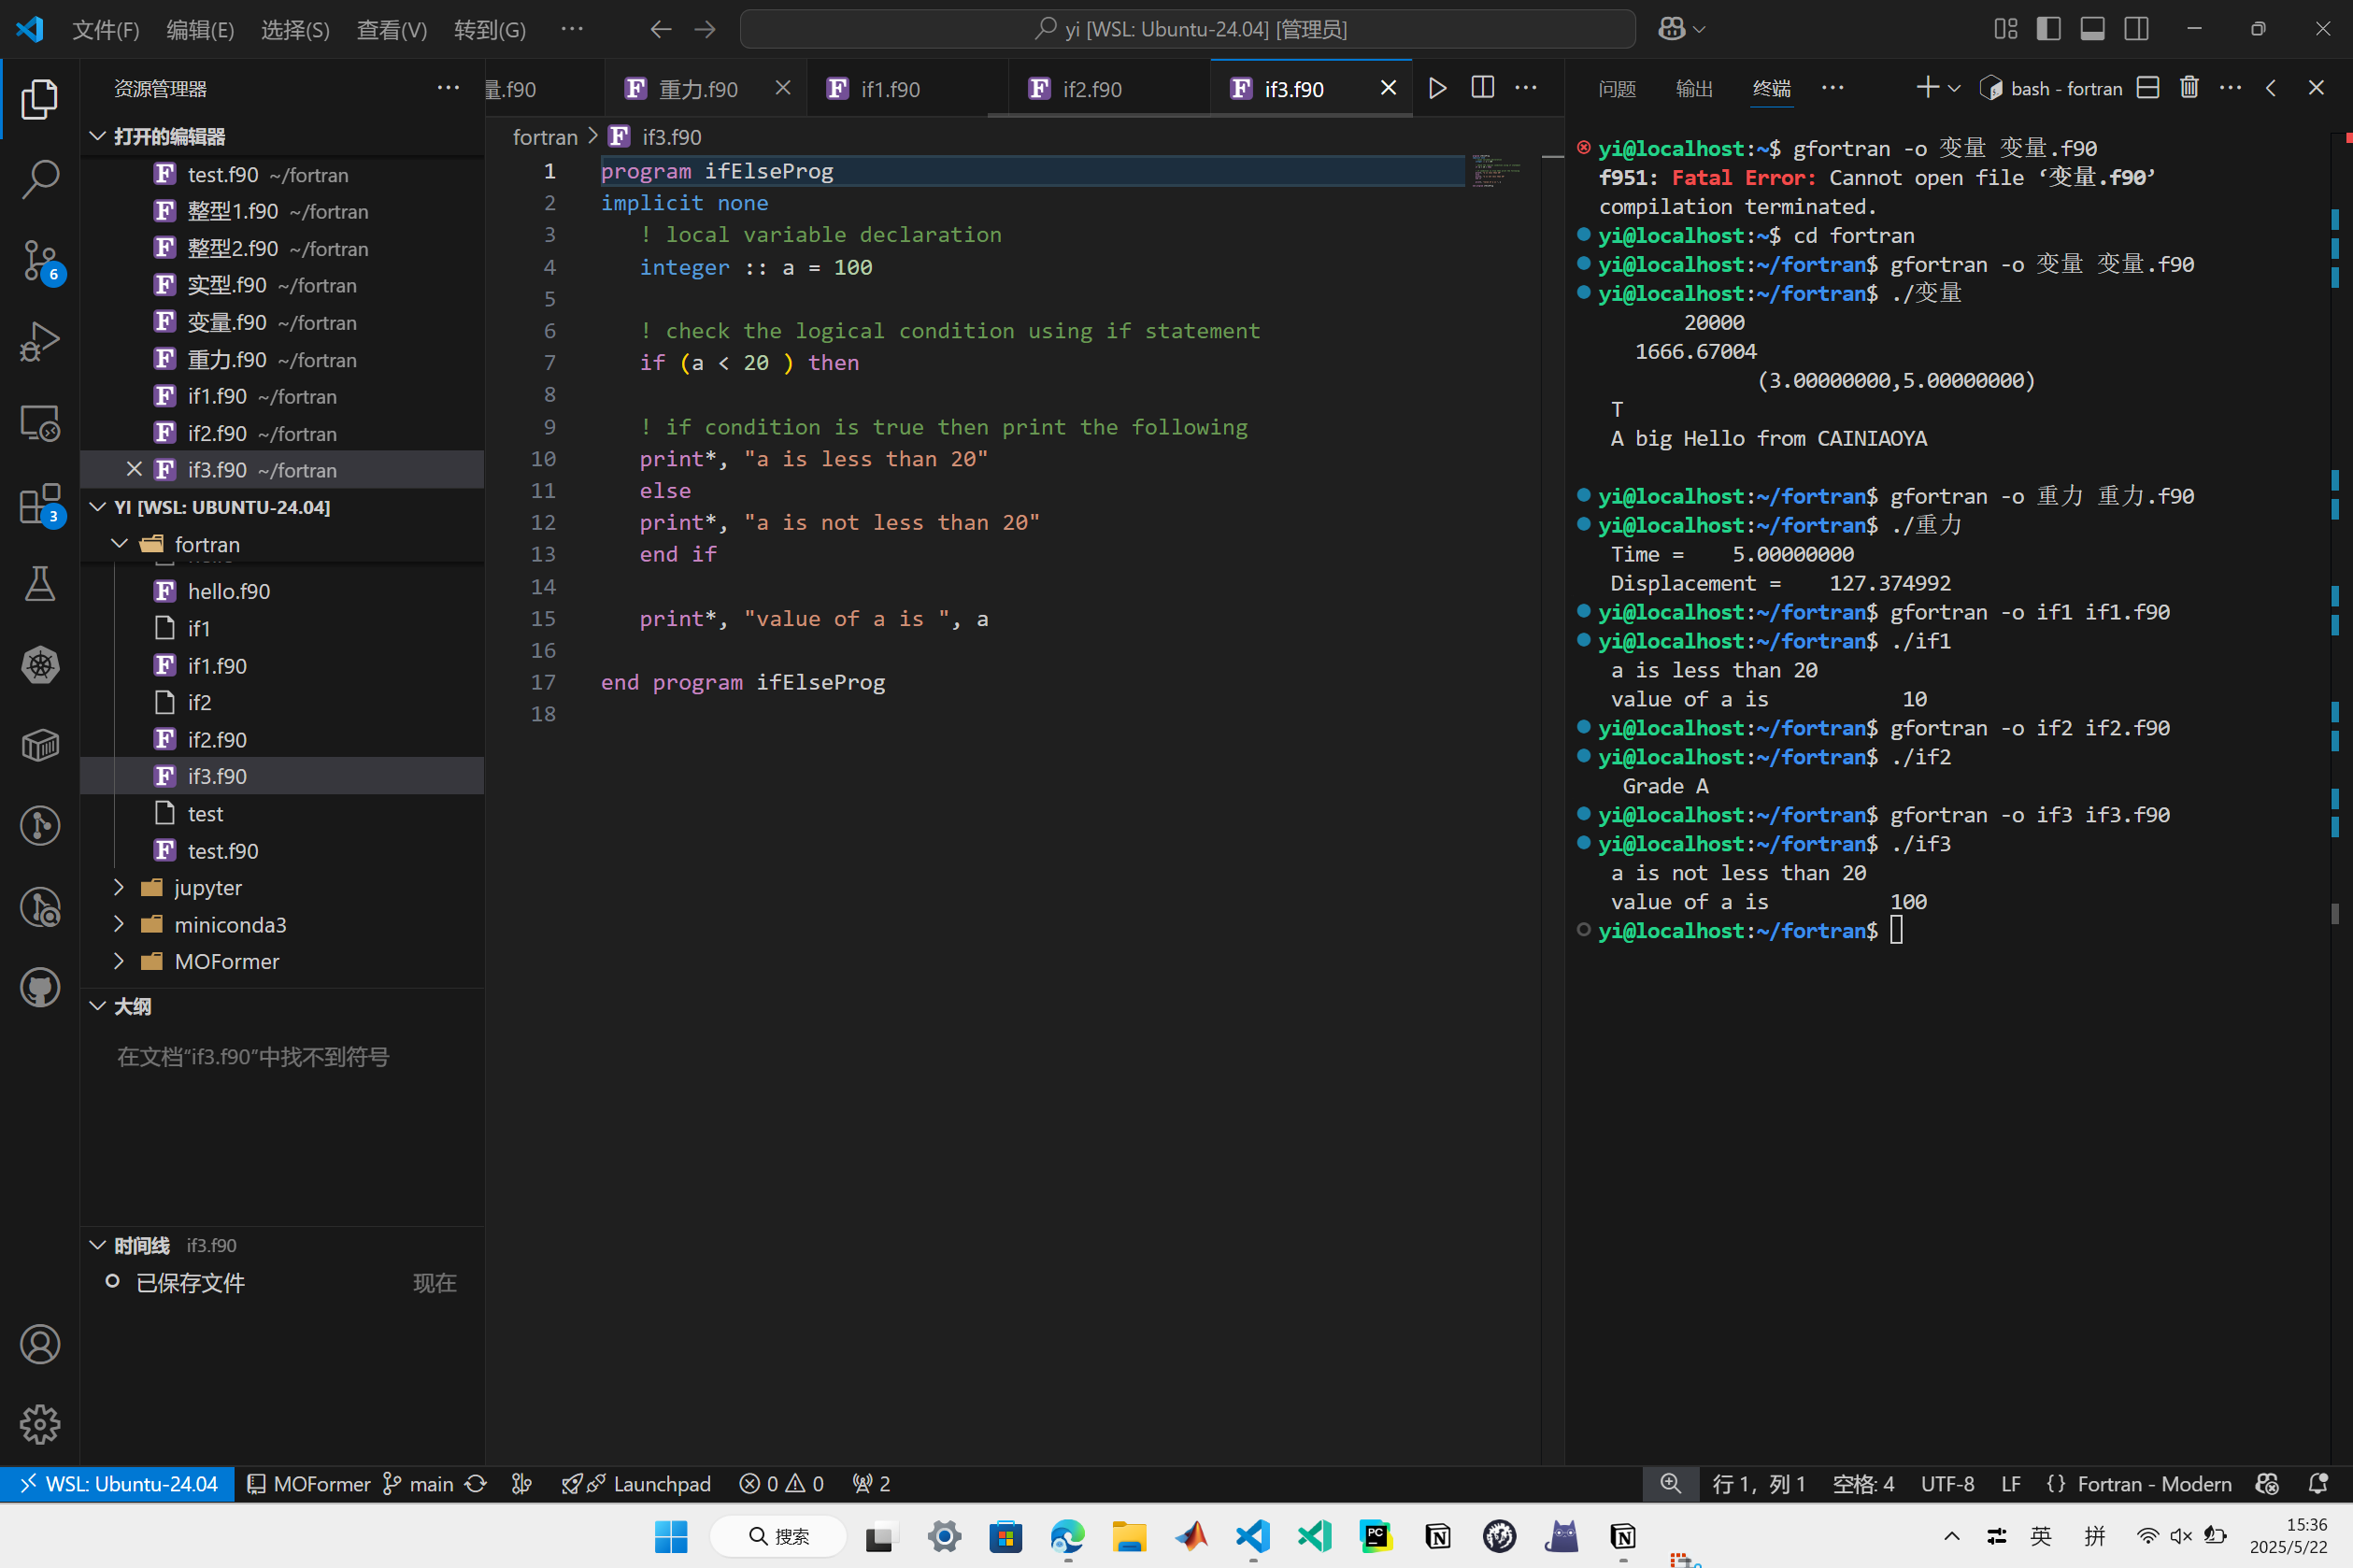 文件(F) 编辑(E) 选择(S) 查看(V) 转到(G) ··· yi [WSL: Ubuntu-24.04] [管理员]
资源管理器 ···
打开的编辑器
test.f90 ~/fortran
整型1.f90 ~/fortran
整型2.f90 ~/fortran
实型.f90 ~/fortran
变量.f90 ~/fortran
重力.f90 ~/fortran
if1.f90 ~/fortran
if2.f90 ~/fortran
if3.f90 ~/fortran
YI [WSL: UBUNTU-24.04]
fortran
hello.f90
if1
if1.f90
if2
if2.f90
if3.f90
test
test.f90
jupyter
miniconda3
MOFormer
大纲
在文档“if3.f90”中找不到符号
时间线 if3.f90
已保存文件 现在
6
3
量.f90 重力.f90 if1.f90 if2.f90 if3.f90 ···
fortran > if3.f90
1 program ifElseProg
2 implicit none
3 ! local variable declaration
4 integer :: a = 100
5
6 ! check the logical condition using if statement
7 if (a < 20 ) then
8
9 ! if condition is true then print the following
10 print*, "a is less than 20"
11 else
12 print*, "a is not less than 20"
13 end if
14
15 print*, "value of a is ", a
16
17 end program ifElseProg
18
问题 输出 终端 ··· bash - fortran ···
yi@localhost:~$ gfortran -o 变量 变量.f90
f951: Fatal Error: Cannot open file ‘变量.f90’
compilation terminated.
yi@localhost:~$ cd fortran
yi@localhost:~/fortran$ gfortran -o 变量 变量.f90
yi@localhost:~/fortran$ ./变量
20000
1666.67004
(3.00000000,5.00000000)
T
A big Hello from CAINIAOYA
yi@localhost:~/fortran$ gfortran -o 重力 重力.f90
yi@localhost:~/fortran$ ./重力
Time = 5.00000000
Displacement = 127.374992
yi@localhost:~/fortran$ gfortran -o if1 if1.f90
yi@localhost:~/fortran$ ./if1
a is less than 20
value of a is 10
yi@localhost:~/fortran$ gfortran -o if2 if2.f90
yi@localhost:~/fortran$ ./if2
Grade A
yi@localhost:~/fortran$ gfortran -o if3 if3.f90
yi@localhost:~/fortran$ ./if3
a is not less than 20
value of a is 100
yi@localhost:~/fortran$
WSL: Ubuntu-24.04 MOFormer main Launchpad 0 0 2 行 1，列 1 空格: 4 UTF-8 LF {} Fortran - Modern
搜索 PC 英 拼 15:36
2025/5/22